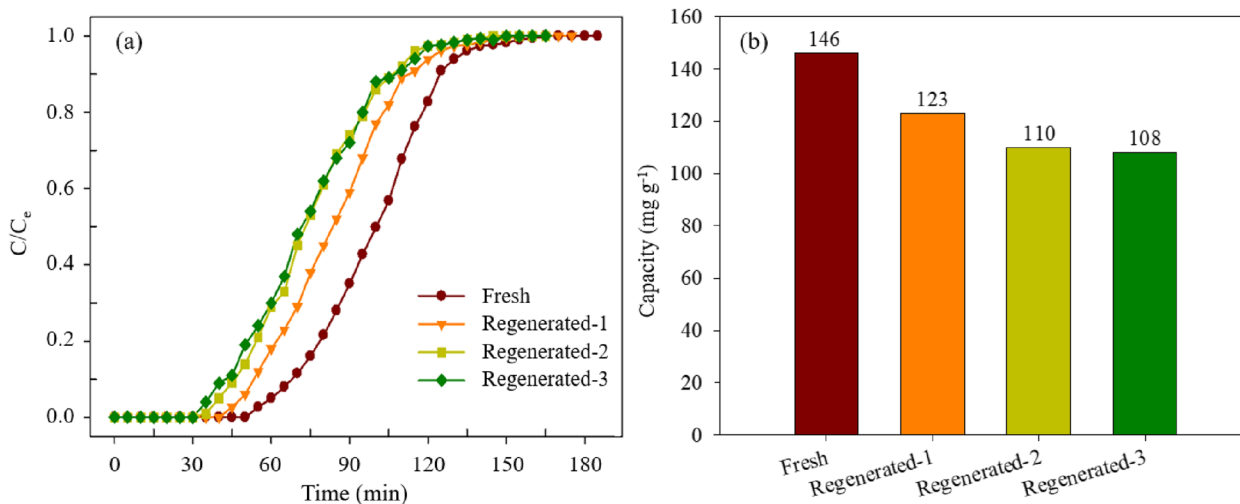 (a)
1.0
0.8
0.6
0.4
0.2
0.0
C/Cₑ
0 30 60 90 120 150 180
Time (min)
Fresh
Regenerated-1
Regenerated-2
Regenerated-3
(b)
160
140
120
100
80
60
40
20
0
Capacity (mg g⁻¹)
146
123
110
108
Fresh
Regenerated-1
Regenerated-2
Regenerated-3